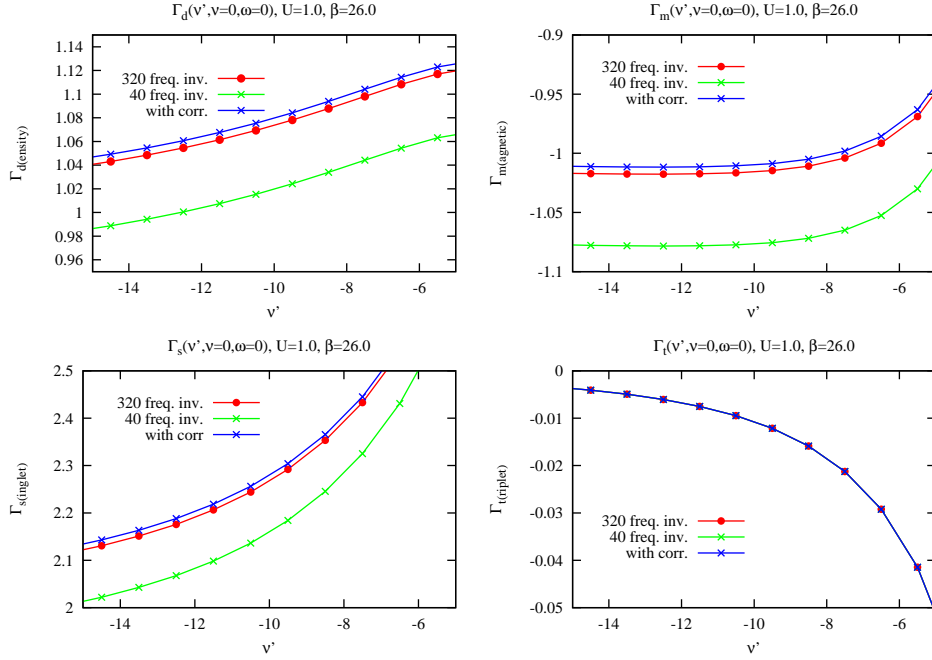 Γd(ν',ν=0,ω=0), U=1.0, β=26.0
1.14
1.12
1.1
1.08
1.06
1.04
1.02
1
0.98
0.96
Γd(ensity)
320 freq. inv.
40 freq. inv.
with corr.
-14
-12
-10
-8
-6
ν'
Γm(ν',ν=0,ω=0), U=1.0, β=26.0
-0.9
-0.95
-1
-1.05
-1.1
Γm(agnetic)
320 freq. inv.
40 freq. inv.
with corr.
-14
-12
-10
-8
-6
ν'
Γs(ν',ν=0,ω=0), U=1.0, β=26.0
2.5
2.4
2.3
2.2
2.1
2
Γs(inglet)
320 freq. inv.
40 freq. inv.
with corr
-14
-12
-10
-8
-6
ν'
Γt(ν',ν=0,ω=0), U=1.0, β=26.0
0
-0.01
-0.02
-0.03
-0.04
-0.05
Γt(riplet)
320 freq. inv.
40 freq. inv.
with corr.
-14
-12
-10
-8
-6
ν'